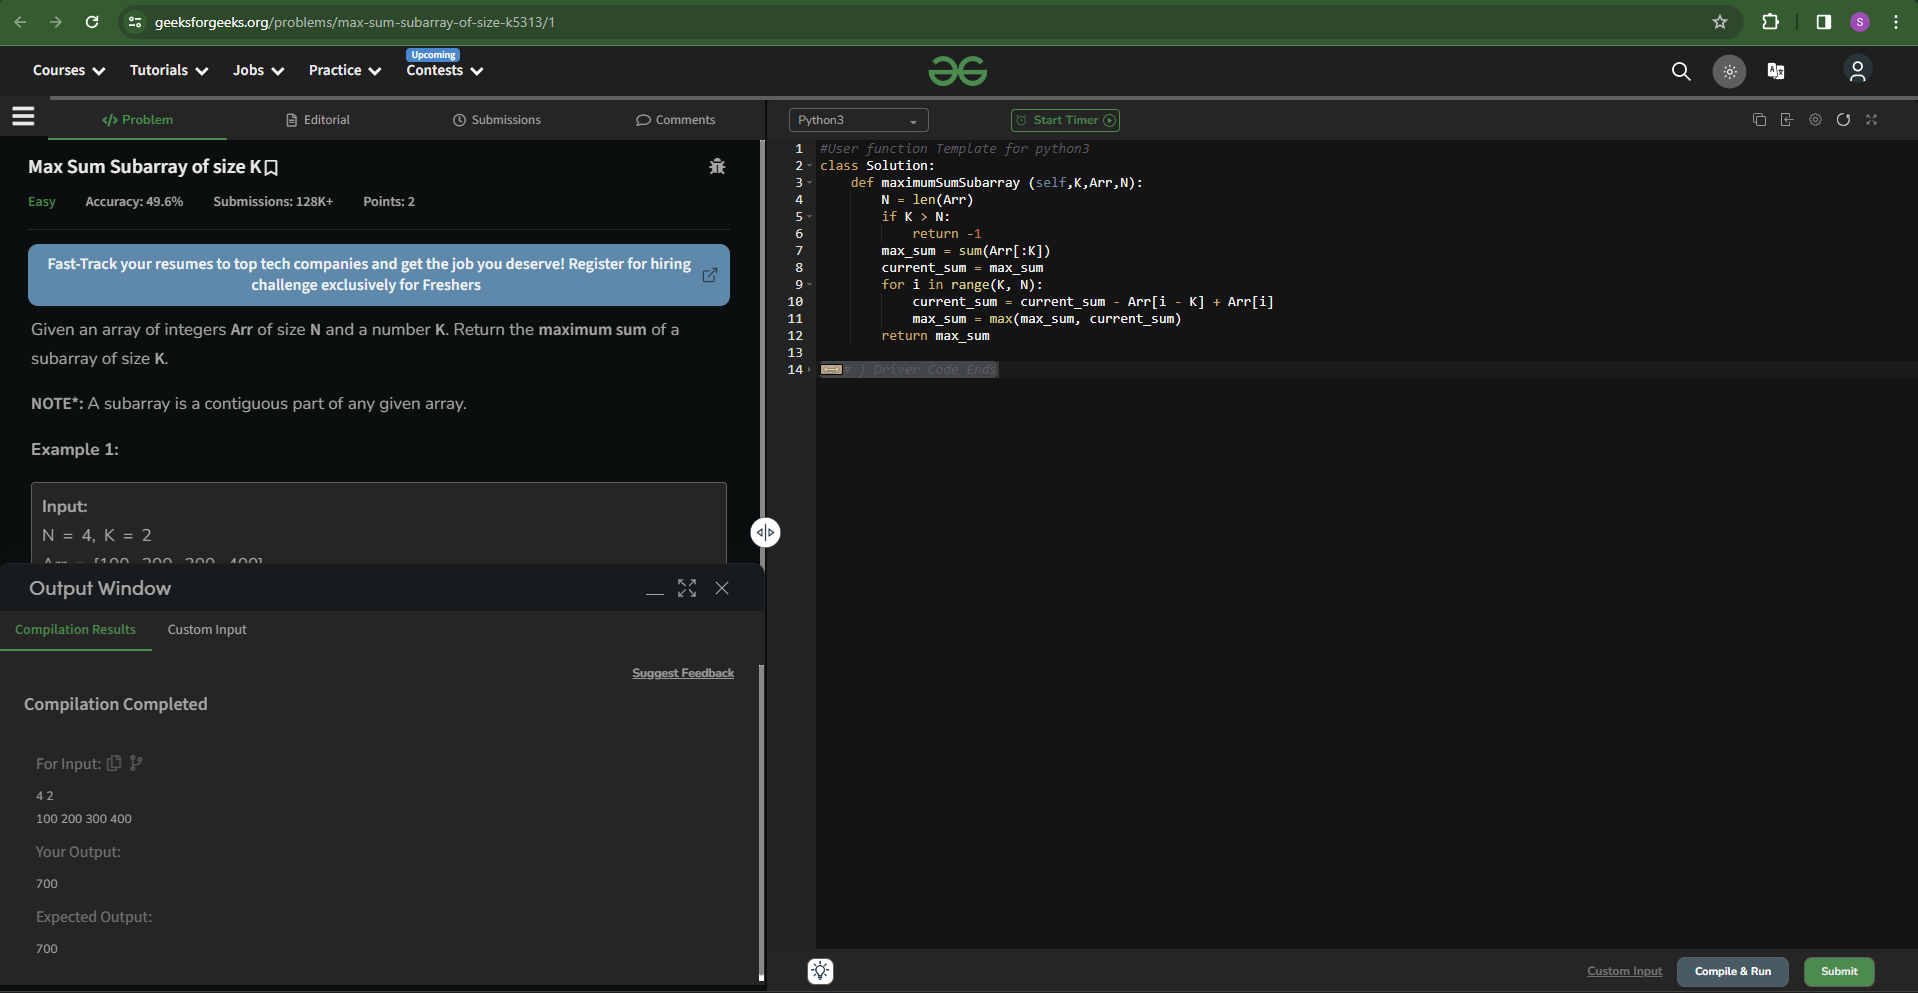 geeksforgeeks.org/problems/max-sum-subarray-of-size-k5313/1
S
Courses
Tutorials
Jobs
Practice
Upcoming
Contests
</> Problem
Editorial
Submissions
Comments
Max Sum Subarray of size K
Easy
Accuracy: 49.6%
Submissions: 128K+
Points: 2
Fast-Track your resumes to top tech companies and get the job you deserve! Register for hiring
challenge exclusively for Freshers
Given an array of integers Arr of size N and a number K. Return the maximum sum of a
subarray of size K.
NOTE*: A subarray is a contiguous part of any given array.
Example 1:
Input:
N = 4, K = 2
Arr = [100, 200, 300, 400]
Output Window
Compilation Results
Custom Input
Suggest Feedback
Compilation Completed
For Input:
4 2
100 200 300 400
Your Output:
700
Expected Output:
700
Python3
Start Timer
1 #User function Template for python3
2 class Solution:
3 def maximumSumSubarray (self,K,Arr,N):
4 N = len(Arr)
5 if K > N:
6 return -1
7 max_sum = sum(Arr[:K])
8 current_sum = max_sum
9 for i in range(K, N):
10 current_sum = current_sum - Arr[i - K] + Arr[i]
11 max_sum = max(max_sum, current_sum)
12 return max_sum
13
14 # } Driver Code Ends
Custom Input
Compile & Run
Submit